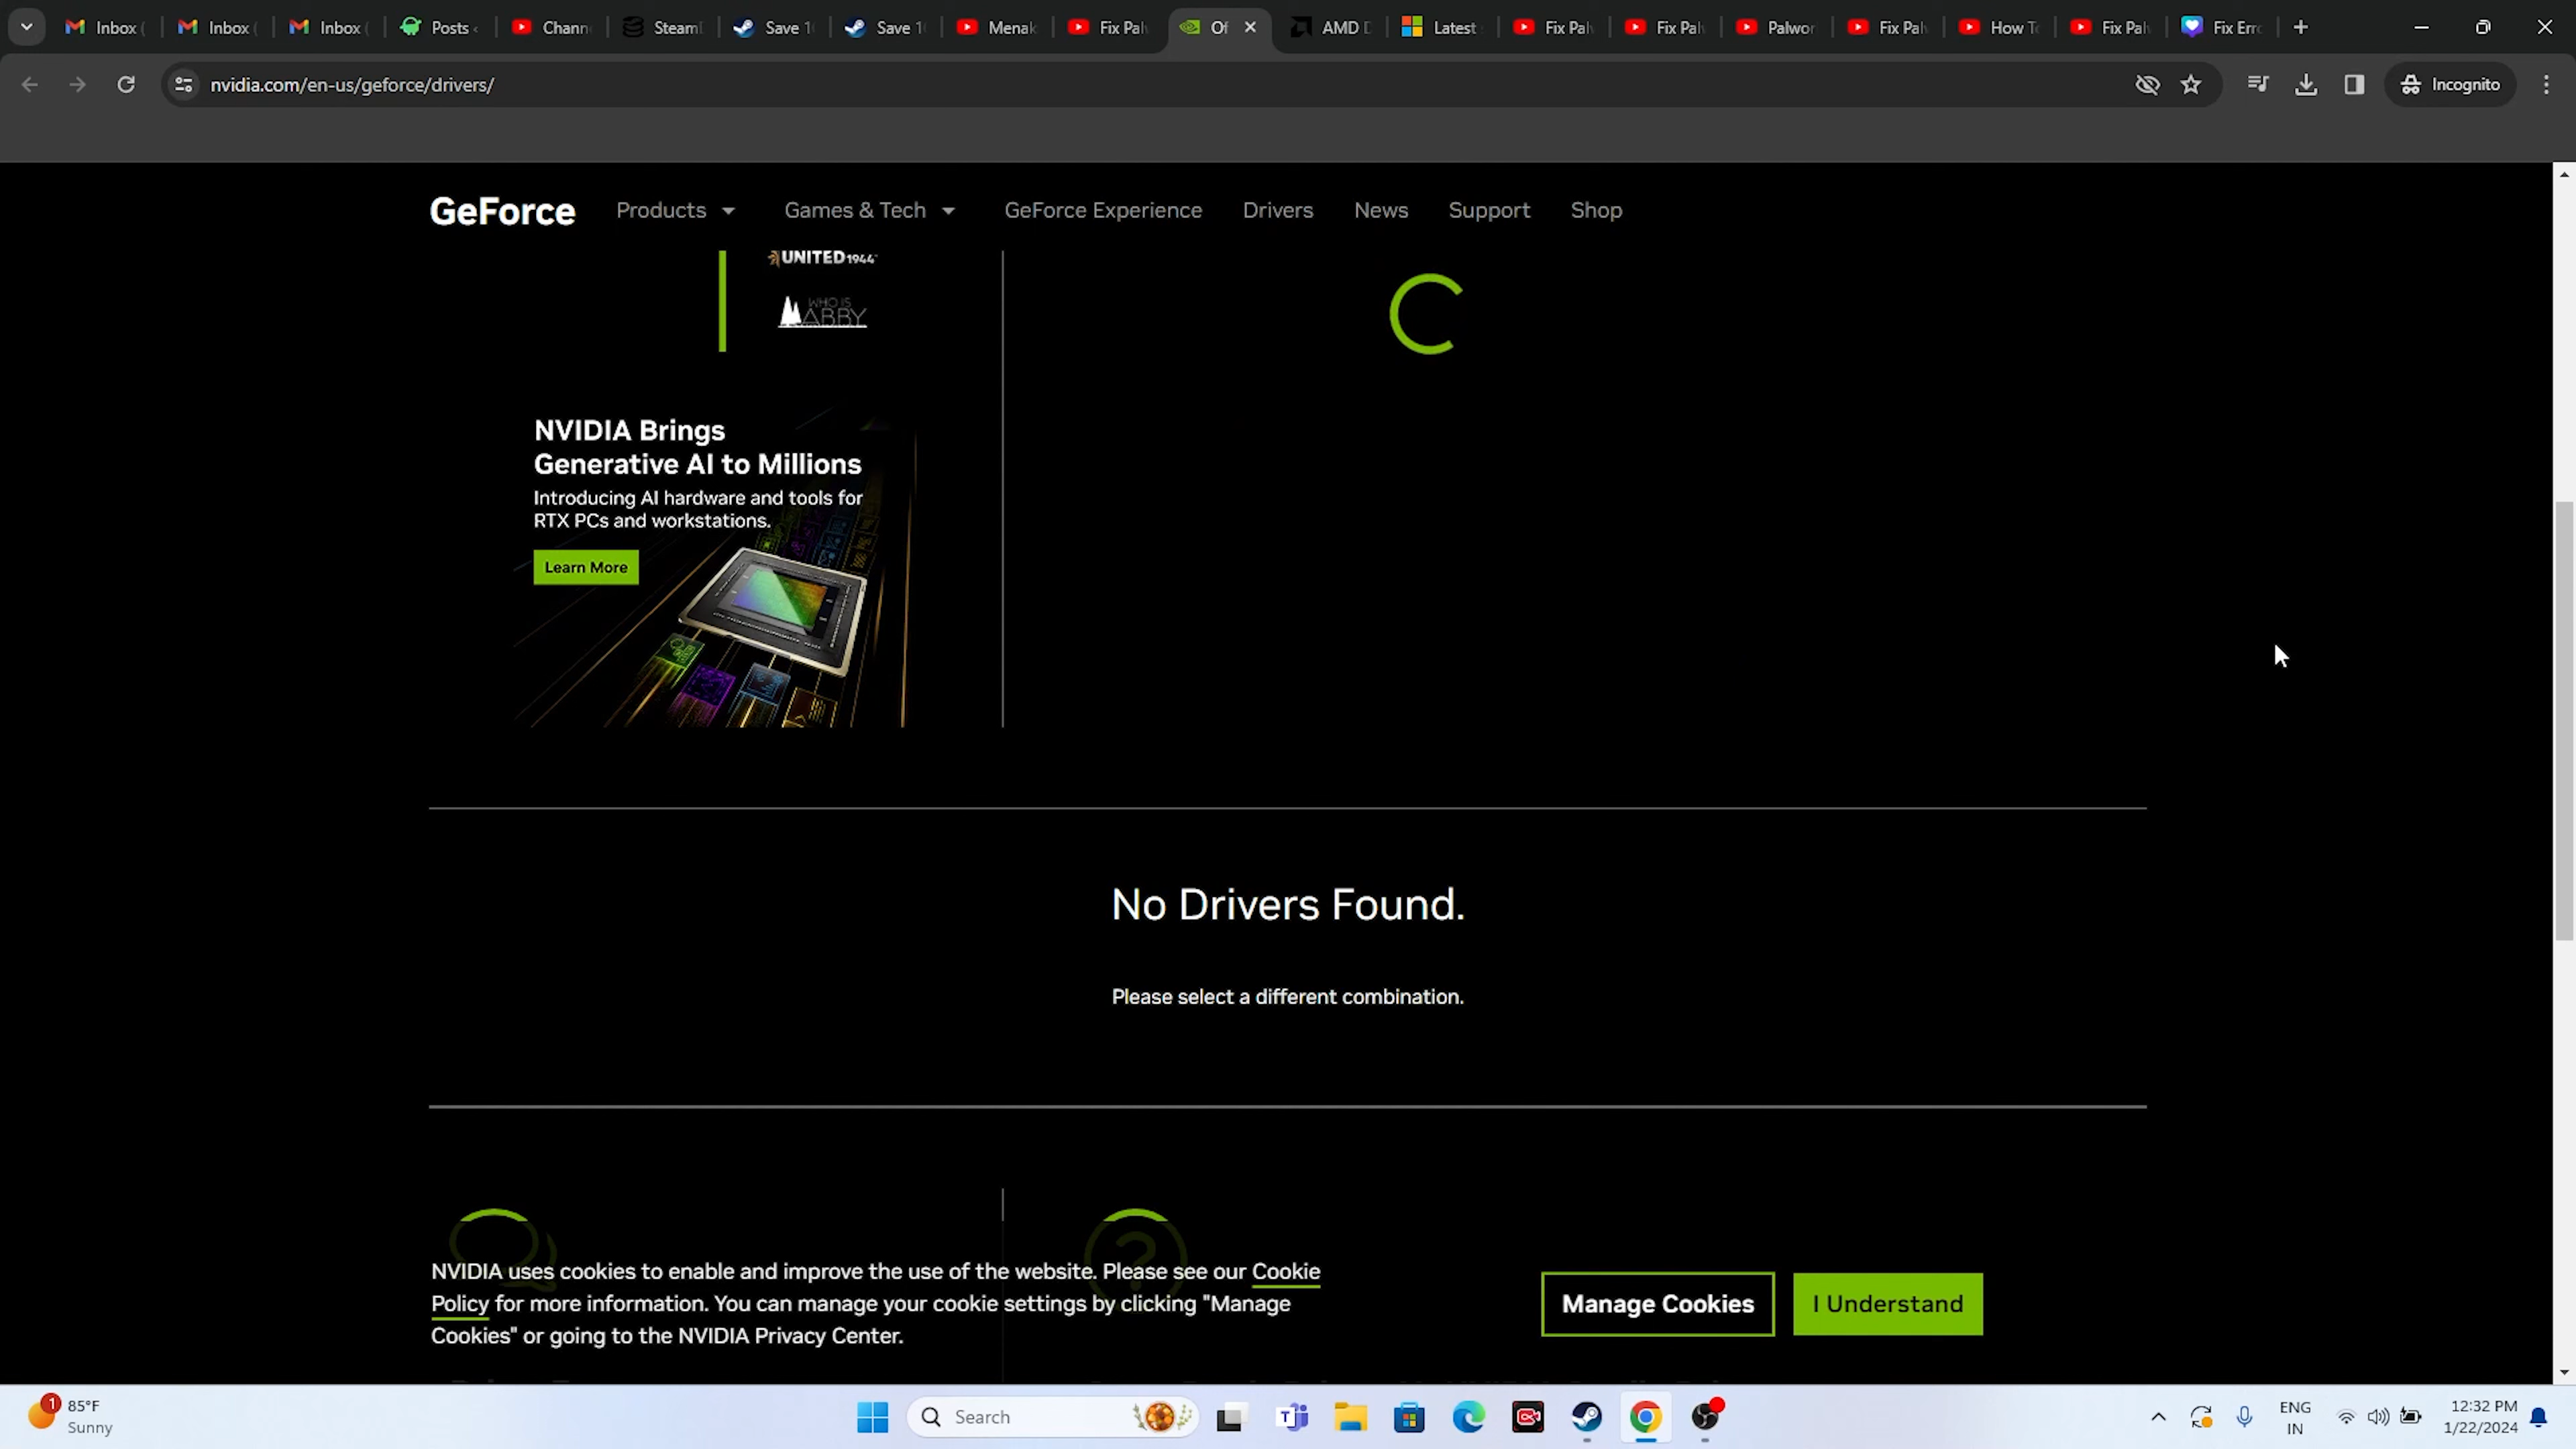 Inbox (
Inbox (
Inbox (
Posts
Chann
Steam
Save 1
Save 1
Menak
Fix Pal
Of
AMD D
Latest
Fix Pal
Fix Pal
Palwor
Fix Pal
How To
Fix Pal
Fix Erro
nvidia.com/en-us/geforce/drivers/
Incognito
GeForce
Products
Games & Tech
GeForce Experience
Drivers
News
Support
Shop
UNITED 1944
WHO IS
ABBY
NVIDIA Brings
Generative AI to Millions
Introducing AI hardware and tools for
RTX PCs and workstations.
Learn More
No Drivers Found.
Please select a different combination.
NVIDIA uses cookies to enable and improve the use of the website. Please see our Cookie
Policy for more information. You can manage your cookie settings by clicking "Manage
Cookies" or going to the NVIDIA Privacy Center.
Manage Cookies
I Understand
1
85°F
Sunny
Search
ENG
IN
12:32 PM
1/22/2024